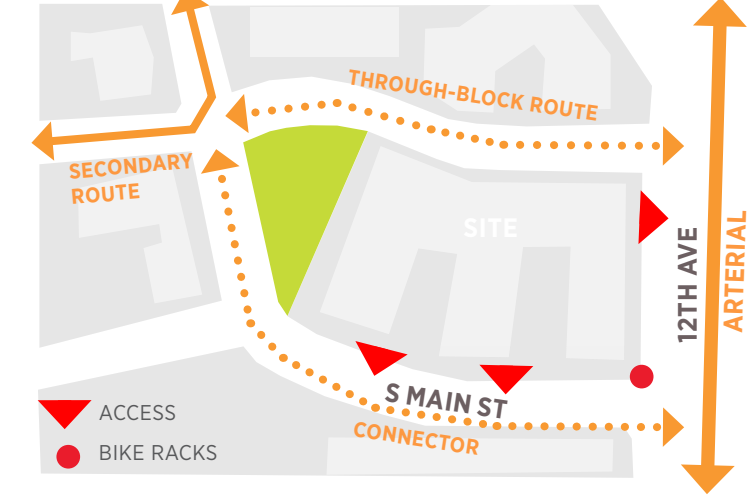 THROUGH-BLOCK ROUTE
SECONDARY
ROUTE
SITE
12TH AVE
ARTERIAL
S MAIN ST
CONNECTOR
ACCESS
BIKE RACKS